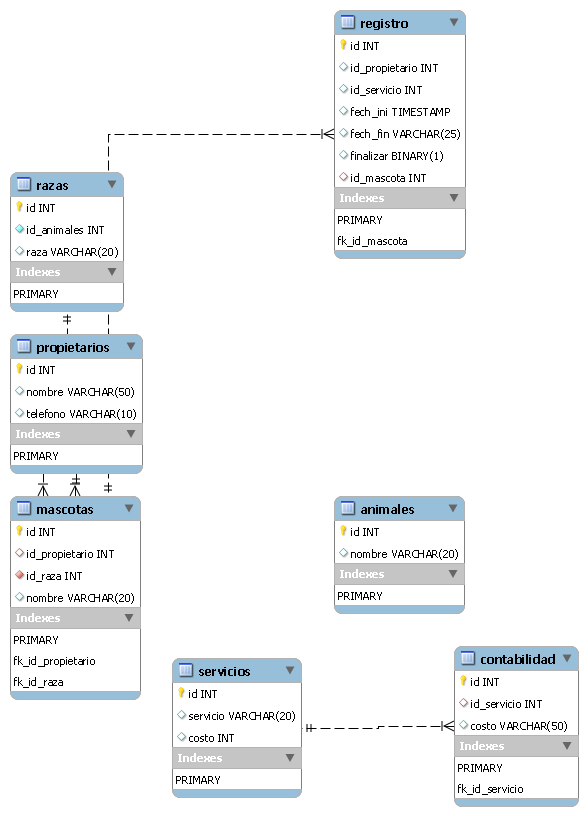 registro
id INT
id_propietario INT
id_servicio INT
fech_ini TIMESTAMP
fech_fin VARCHAR(25)
finalizar BINARY(1)
id_mascota INT
Indexes
PRIMARY
fk_id_mascota
razas
id INT
id_animales INT
raza VARCHAR(20)
Indexes
PRIMARY
propietarios
id INT
nombre VARCHAR(50)
telefono VARCHAR(10)
Indexes
PRIMARY
mascotas
id INT
id_propietario INT
id_raza INT
nombre VARCHAR(20)
Indexes
PRIMARY
fk_id_propietario
fk_id_raza
animales
id INT
nombre VARCHAR(20)
Indexes
PRIMARY
servicios
id INT
servicio VARCHAR(20)
costo INT
Indexes
PRIMARY
contabilidad
id INT
id_servicio INT
costo VARCHAR(50)
Indexes
PRIMARY
fk_id_servicio